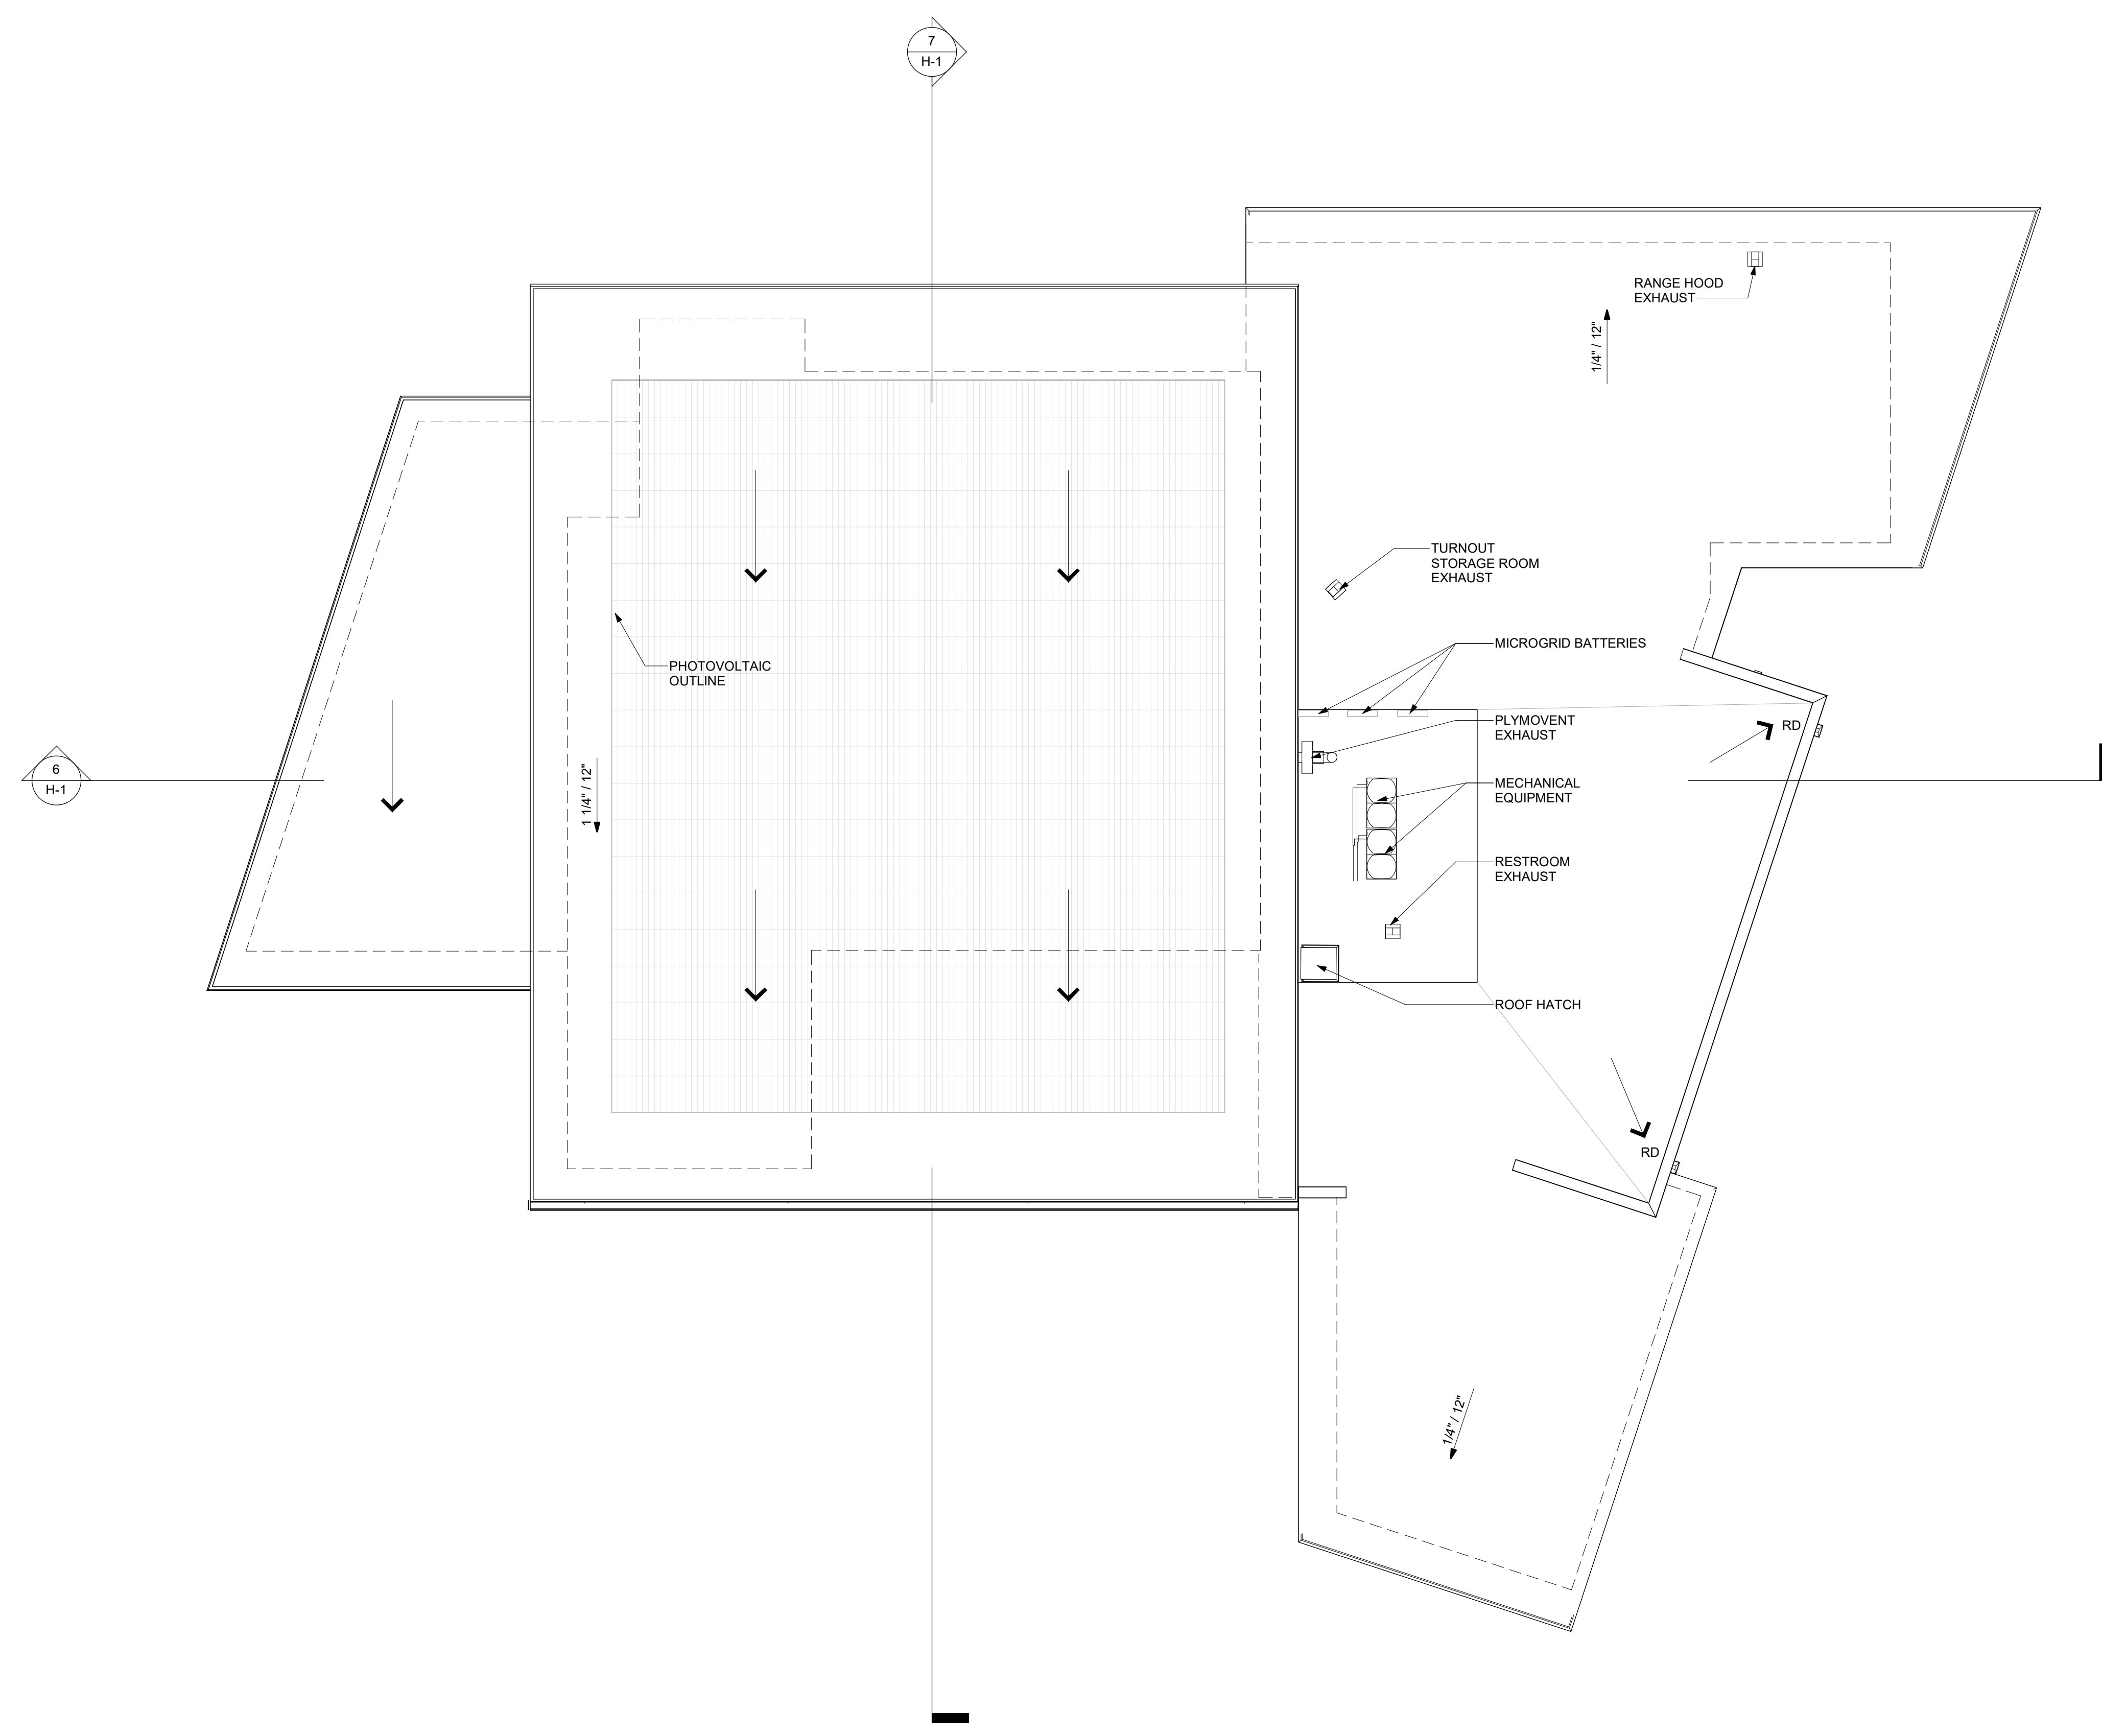 7
H-1
RANGE HOOD
EXHAUST
1/4" / 12"
TURNOUT
STORAGE ROOM
EXHAUST
MICROGRID BATTERIES
PHOTOVOLTAIC
OUTLINE
PLYMOVENT
EXHAUST
RD
6
H-1
1 1/4" / 12"
MECHANICAL
EQUIPMENT
RESTROOM
EXHAUST
ROOF HATCH
RD
1/4" / 12"